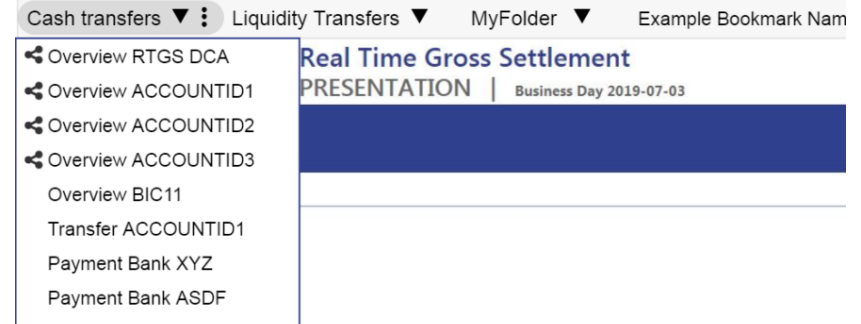 Cash transfers ▼ ⋮ Liquidity Transfers ▼ MyFolder ▼ Example Bookmark Nam
Overview RTGS DCA
Real Time Gross Settlement
Overview ACCOUNTID1
PRESENTATION | Business Day 2019-07-03
Overview ACCOUNTID2
Overview ACCOUNTID3
Overview BIC11
Transfer ACCOUNTID1
Payment Bank XYZ
Payment Bank ASDF